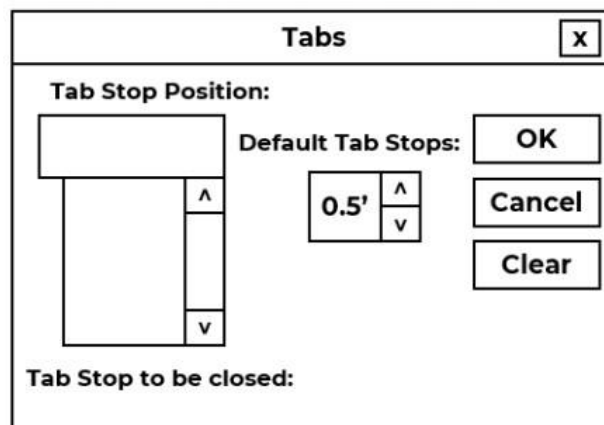 Tabs
x
Tab Stop Position:
Default Tab Stops:
OK
0.5’
Cancel
Clear
Tab Stop to be closed: